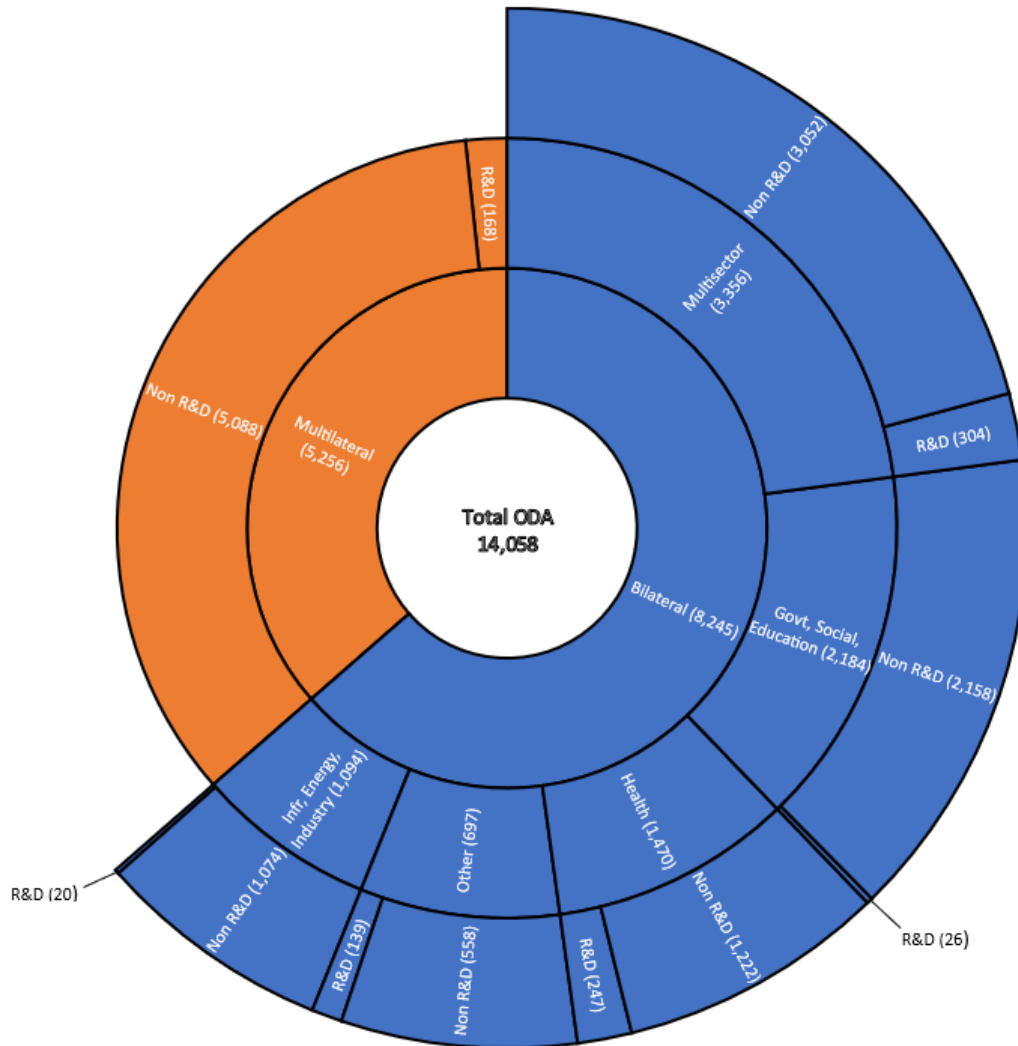 Total ODA
14,058
Bilateral (8,245)
Multisector
(3,356)
Non R&D (3,052)
R&D (304)
Govt, Social,
Education (2,184)
Non R&D (2,158)
R&D (26)
Health (1,470)
Non R&D (1,222)
R&D (247)
Other (697)
Non R&D (558)
R&D (139)
Infr, Energy,
Industry (1,094)
Non R&D (1,074)
R&D (20)
Multilateral
(5,256)
Non R&D (5,088)
R&D (168)